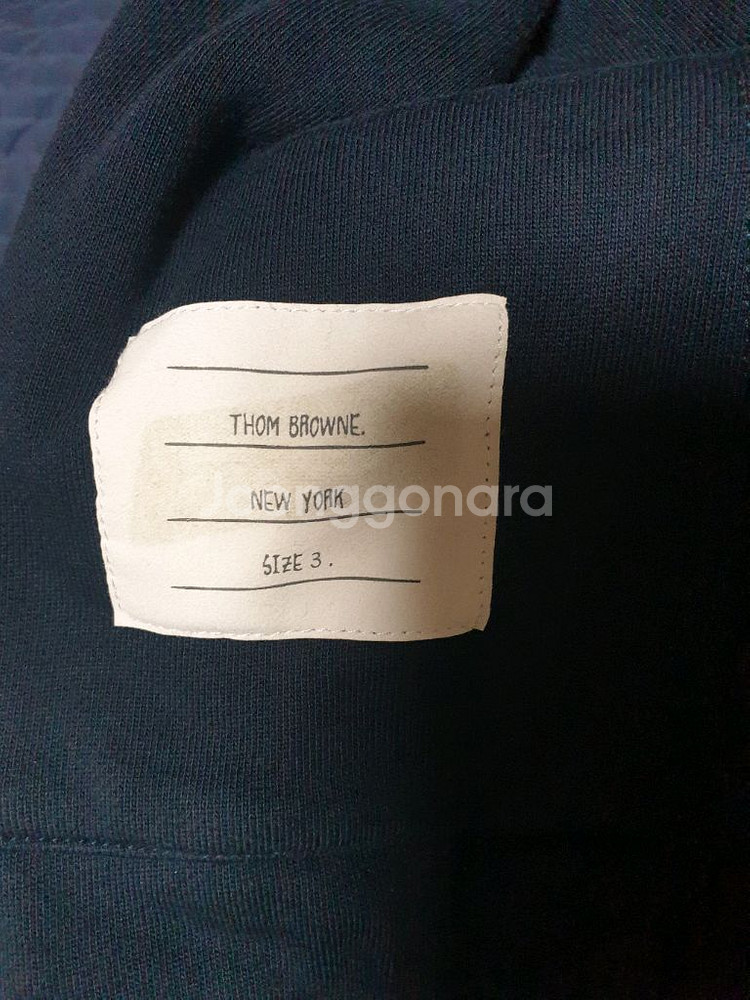 THOM BROWNE.
NEW YORK
Joonggonara
SIZE 3.